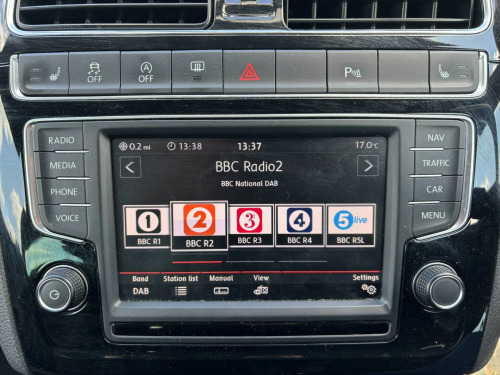 OFF
OFF
P
RADIO
MEDIA
PHONE
VOICE
0.2 mi
13:38
13:37
17.0°C
BBC Radio2
BBC National DAB
1
BBC R1
2
BBC R2
3
BBC R3
4
BBC R4
5 live
BBC R5L
Band
DAB
Station list
Manual
View
Settings
NAV
TRAFFIC
CAR
MENU